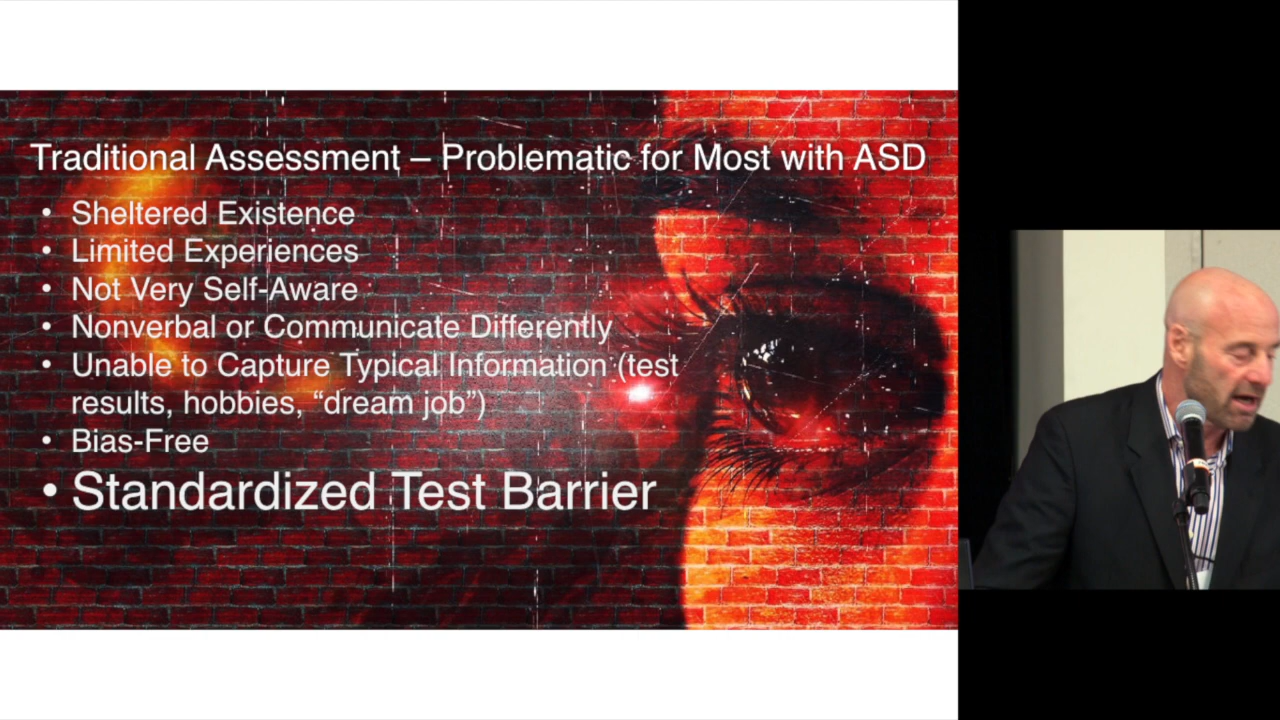 Traditional Assessment – Problematic for Most with ASD
• Sheltered Existence
• Limited Experiences
• Not Very Self-Aware
• Nonverbal or Communicate Differently
• Unable to Capture Typical Information (test
results, hobbies, “dream job”)
• Bias-Free
• Standardized Test Barrier